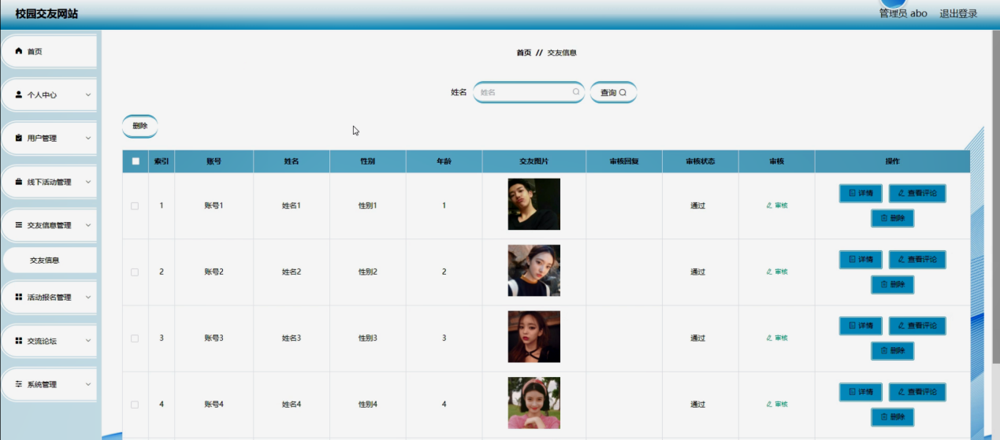 校园交友网站
管理员 abo 退出登录
首页
个人中心
用户管理
线下活动管理
交友信息管理
交友信息
活动报名管理
交流论坛
系统管理
首页 // 交友信息
姓名 姓名 查询
删除
索引 账号 姓名 性别 年龄 交友图片 审核回复 审核状态 审核 操作
1 账号1 姓名1 性别1 1 通过 审核 详情 查看评论
删除
2 账号2 姓名2 性别2 2 通过 审核 详情 查看评论
删除
3 账号3 姓名3 性别3 3 通过 审核 详情 查看评论
删除
4 账号4 姓名4 性别4 4 通过 审核 详情 查看评论
删除